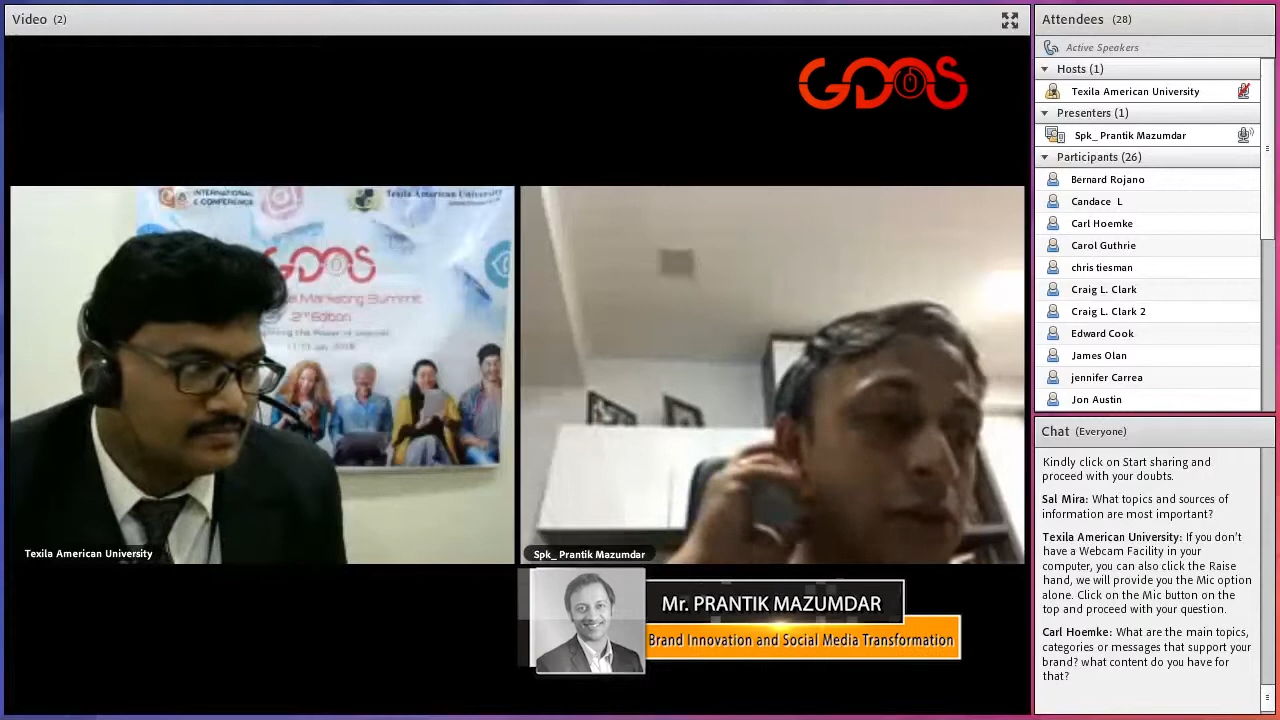 Video (2)
GDOS
INTERNATIONAL
E CONFERENCE
Texila American University
GDOS
al Marketing Summit
2nd Edition
Texila American University
Spk_ Prantik Mazumdar
Mr. PRANTIK MAZUMDAR
Brand Innovation and Social Media Transformation
Attendees (28)
Active Speakers
Hosts (1)
Texila American University
Presenters (1)
Spk_ Prantik Mazumdar
Participants (26)
Bernard Rojano
Candace L
Carl Hoemke
Carol Guthrie
chris tiesman
Craig L. Clark
Craig L. Clark 2
Edward Cook
James Olan
jennifer Carrea
Jon Austin
Chat (Everyone)
Kindly click on Start sharing and
proceed with your doubts.
Sal Mira: What topics and sources of
information are most important?
Texila American University: If you don't
have a Webcam Facility in your
computer, you can also click the Raise
hand, we will provide you the Mic option
alone. Click on the Mic button on the
top and proceed with your question.
Carl Hoemke: What are the main topics,
categories or messages that support your
brand? what content do you have for
that?